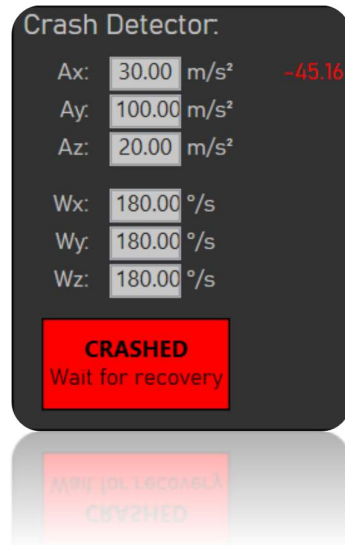 Crash Detector:
Ax: 30.00 m/s² -45.16
Ay: 100.00 m/s²
Az: 20.00 m/s²
Wx: 180.00 °/s
Wy: 180.00 °/s
Wz: 180.00 °/s
CRASHED
Wait for recovery